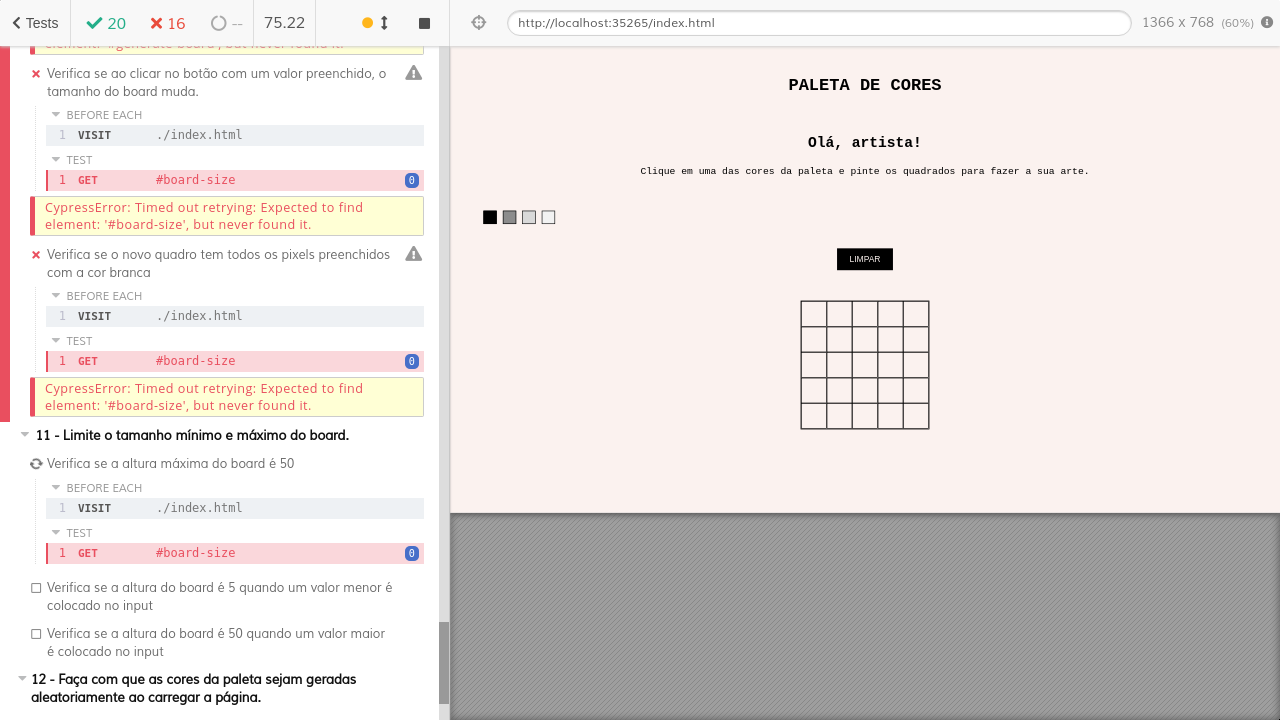 Tests
20
16
--
75.22
http://localhost:35265/index.html
1366 x 768 (60%)
element: '#generate-board', but never found it.
Verifica se ao clicar no botão com um valor preenchido, o
tamanho do board muda.
BEFORE EACH
1 VISIT ./index.html
TEST
1 GET #board-size 0
CypressError: Timed out retrying: Expected to find
element: '#board-size', but never found it.
Verifica se o novo quadro tem todos os pixels preenchidos
com a cor branca
BEFORE EACH
1 VISIT ./index.html
TEST
1 GET #board-size 0
CypressError: Timed out retrying: Expected to find
element: '#board-size', but never found it.
11 - Limite o tamanho mínimo e máximo do board.
Verifica se a altura máxima do board é 50
BEFORE EACH
1 VISIT ./index.html
TEST
1 GET #board-size 0
Verifica se a altura do board é 5 quando um valor menor é
colocado no input
Verifica se a altura do board é 50 quando um valor maior
é colocado no input
12 - Faça com que as cores da paleta sejam geradas
aleatoriamente ao carregar a página.
PALETA DE CORES
Olá, artista!
Clique em uma das cores da paleta e pinte os quadrados para fazer a sua arte.
LIMPAR